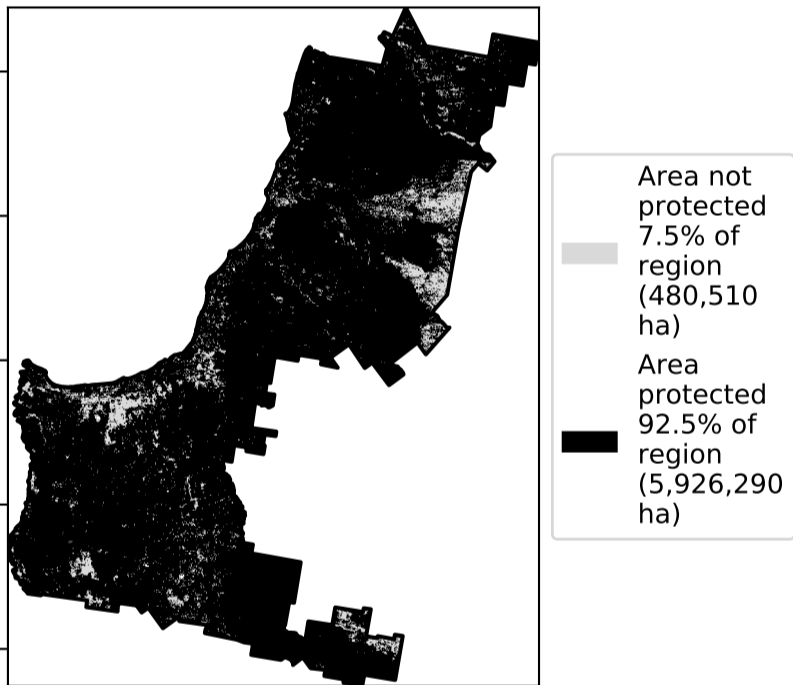 Area not
protected
7.5% of
region
(480,510
ha)
Area
protected
92.5% of
region
(5,926,290
ha)